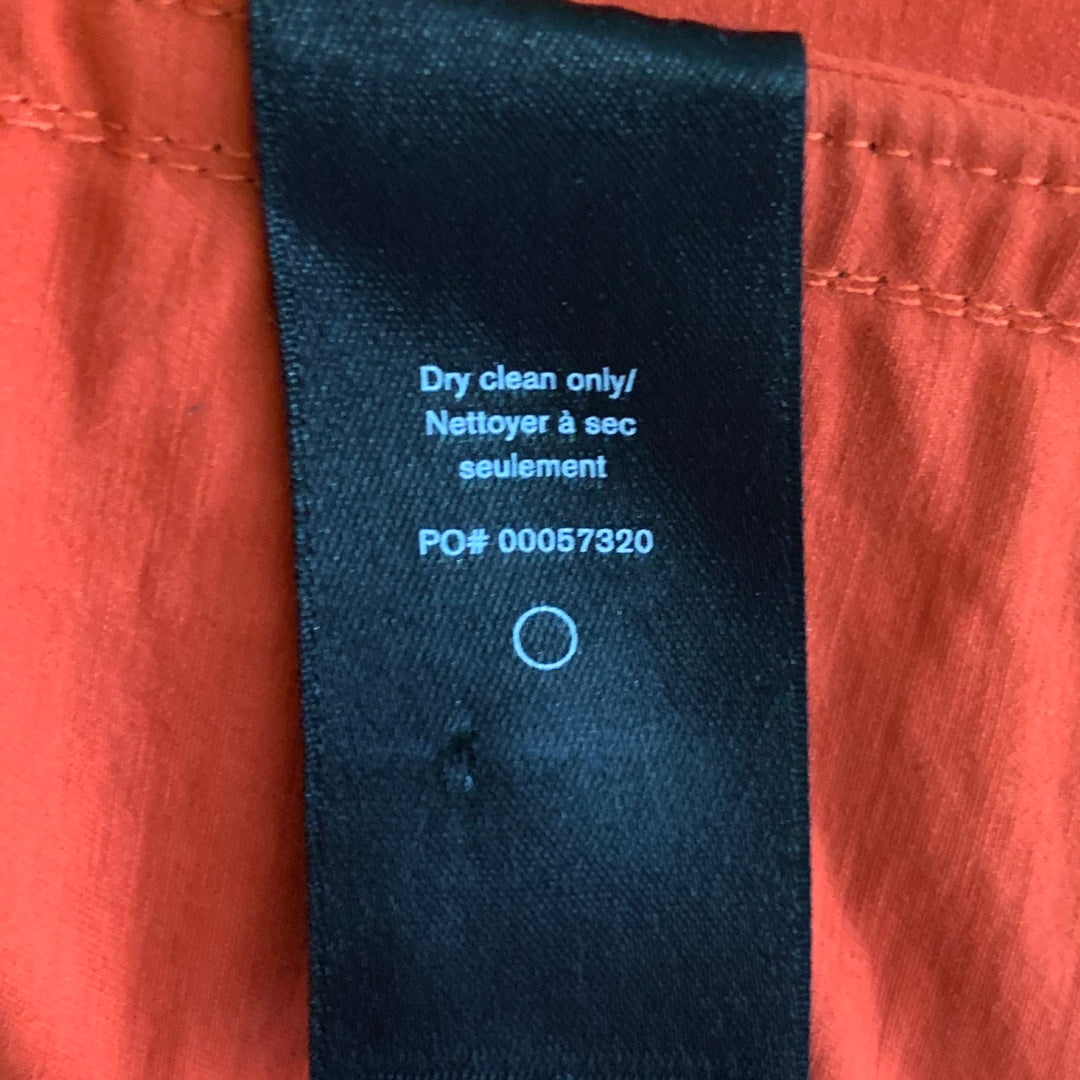 Dry clean only/
Nettoyer à sec
seulement
PO# 00057320